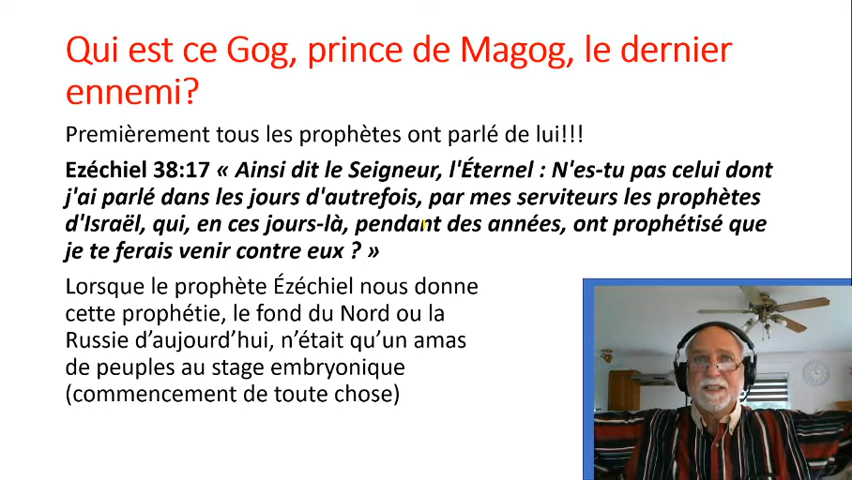 Qui est ce Gog, prince de Magog, le dernier
ennemi?
Premièrement tous les prophètes ont parlé de lui!!!
Ezéchiel 38:17 « Ainsi dit le Seigneur, l'Éternel : N'es-tu pas celui dont
j'ai parlé dans les jours d'autrefois, par mes serviteurs les prophètes
d'Israël, qui, en ces jours-là, pendant des années, ont prophétisé que
je te ferais venir contre eux ? »
Lorsque le prophète Ézéchiel nous donne
cette prophétie, le fond du Nord ou la
Russie d’aujourd’hui, n’était qu’un amas
de peuples au stage embryonique
(commencement de toute chose)